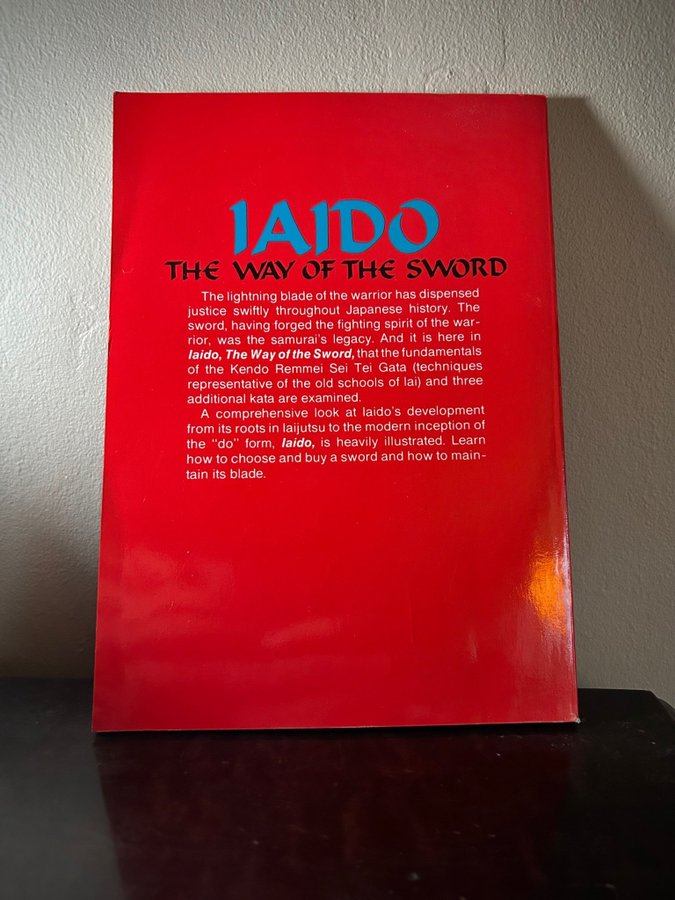 IAIDO
THE WAY OF THE SWORD
The lightning blade of the warrior has dispensed
justice swiftly throughout Japanese history. The
sword, having forged the fighting spirit of the war-
rior, was the samurai's legacy. And it is here in
Iaido, The Way of the Sword, that the fundamentals
of the Kendo Remmei Sei Tei Gata (techniques
representative of the old schools of Iai) and three
additional kata are examined.
A comprehensive look at Iaido's development
from its roots in Iaijutsu to the modern inception of
the "do" form, Iaido, is heavily illustrated. Learn
how to choose and buy a sword and how to main-
tain its blade.